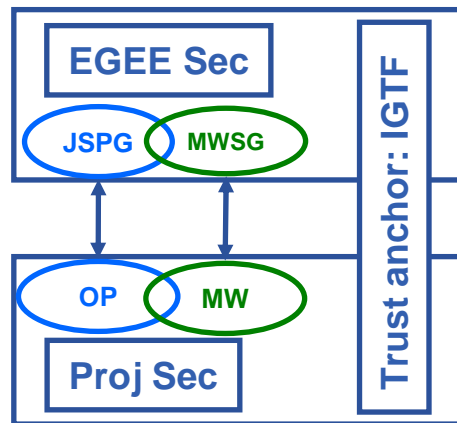 EGEE Sec
JSPG
MWSG
OP
MW
Proj Sec
Trust anchor: IGTF